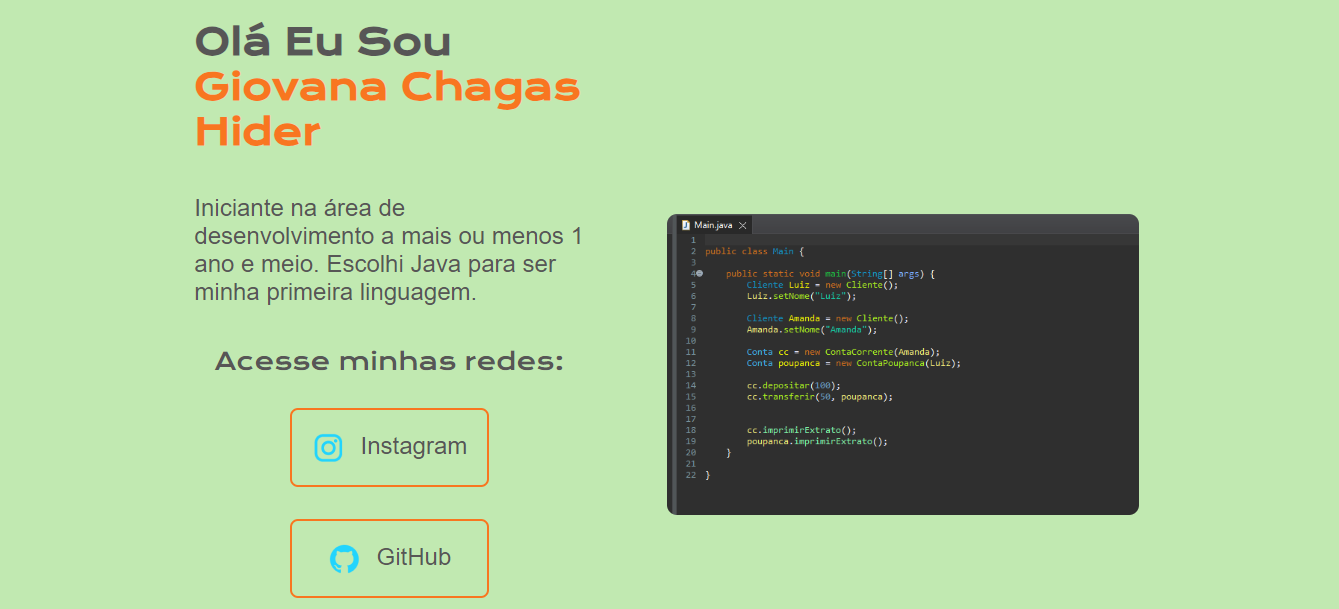 Olá Eu Sou
Giovana Chagas
Hider
Iniciante na área de
desenvolvimento a mais ou menos 1
ano e meio. Escolhi Java para ser
minha primeira linguagem.
Acesse minhas redes:
Instagram
GitHub
Main.java
1
2 public class Main {
3
4 public static void main(String[] args) {
5 Cliente Luiz = new Cliente();
6 Luiz.setNome("Luiz");
7
8 Cliente Amanda = new Cliente();
9 Amanda.setNome("Amanda");
10
11 Conta cc = new ContaCorrente(Amanda);
12 Conta poupanca = new ContaPoupanca(Luiz);
13
14 cc.depositar(100);
15 cc.transferir(50, poupanca);
16
17
18 cc.imprimirExtrato();
19 poupanca.imprimirExtrato();
20 }
21
22 }